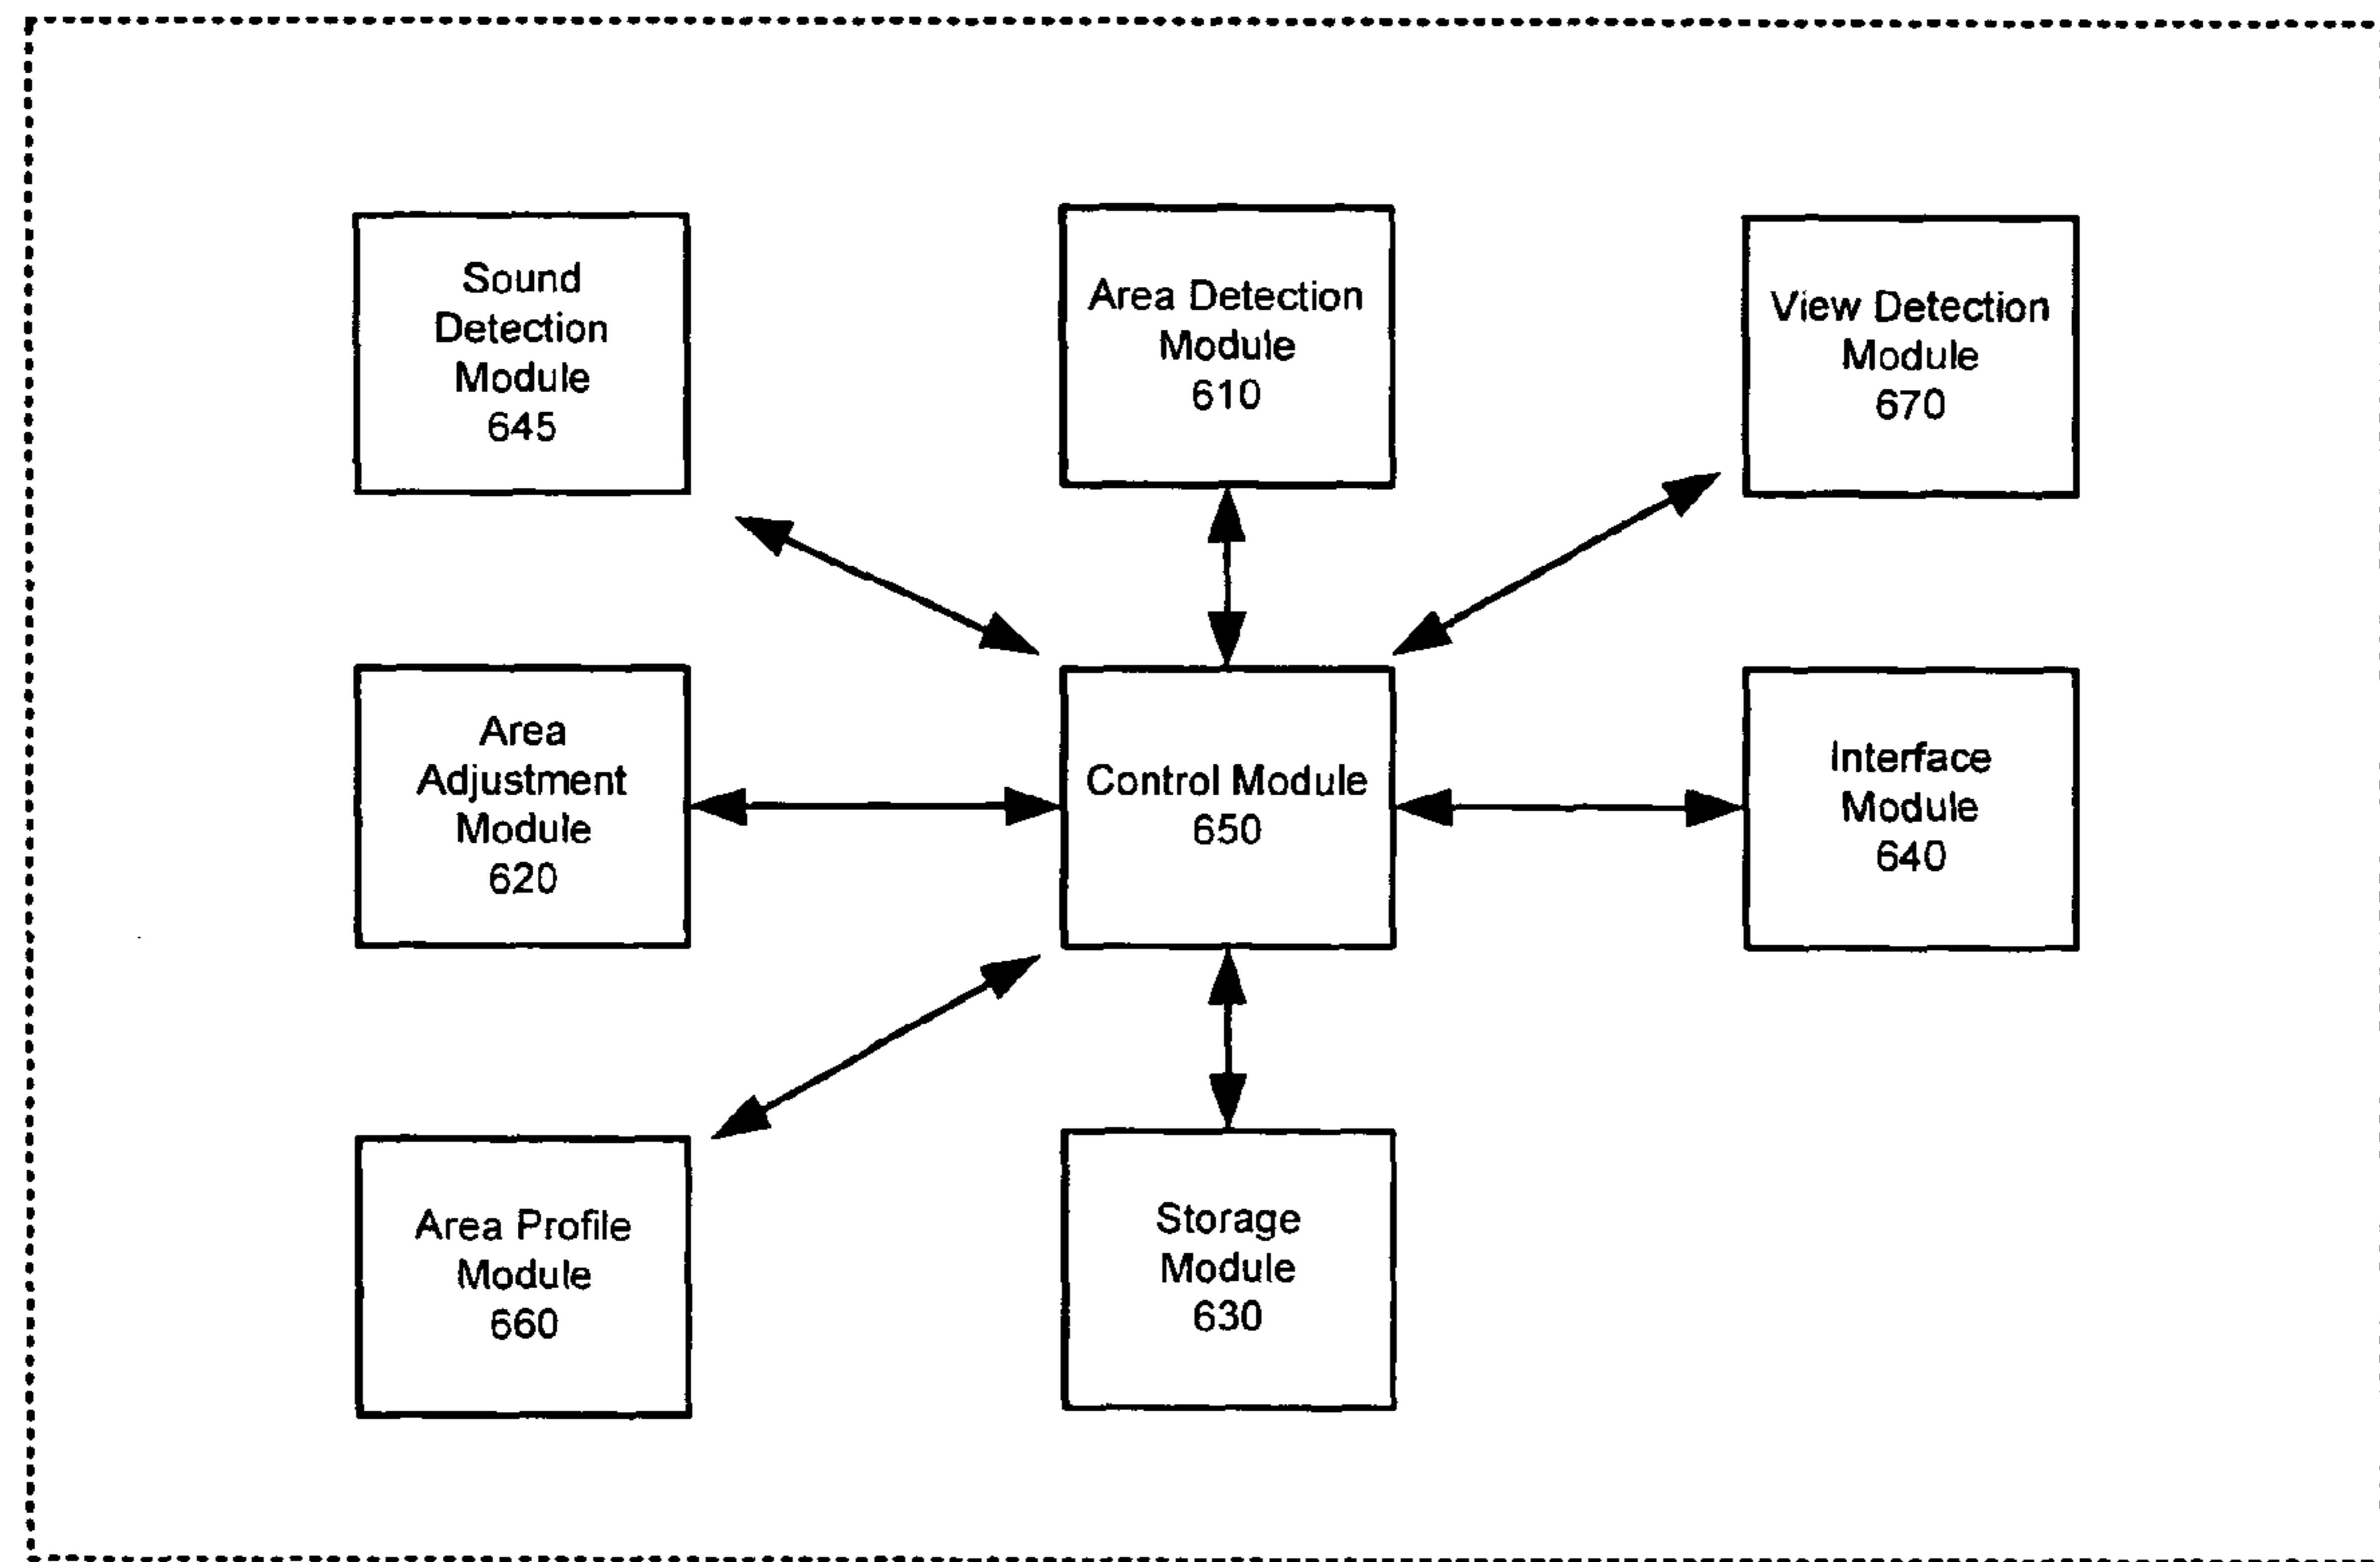 Sound
Detection
Module
645
Area Detection
Module
610
View Detection
Module
670
Area
Adjustment
Module
620
Control Module
650
Interface
Module
640
Area Profile
Module
660
Storage
Module
630